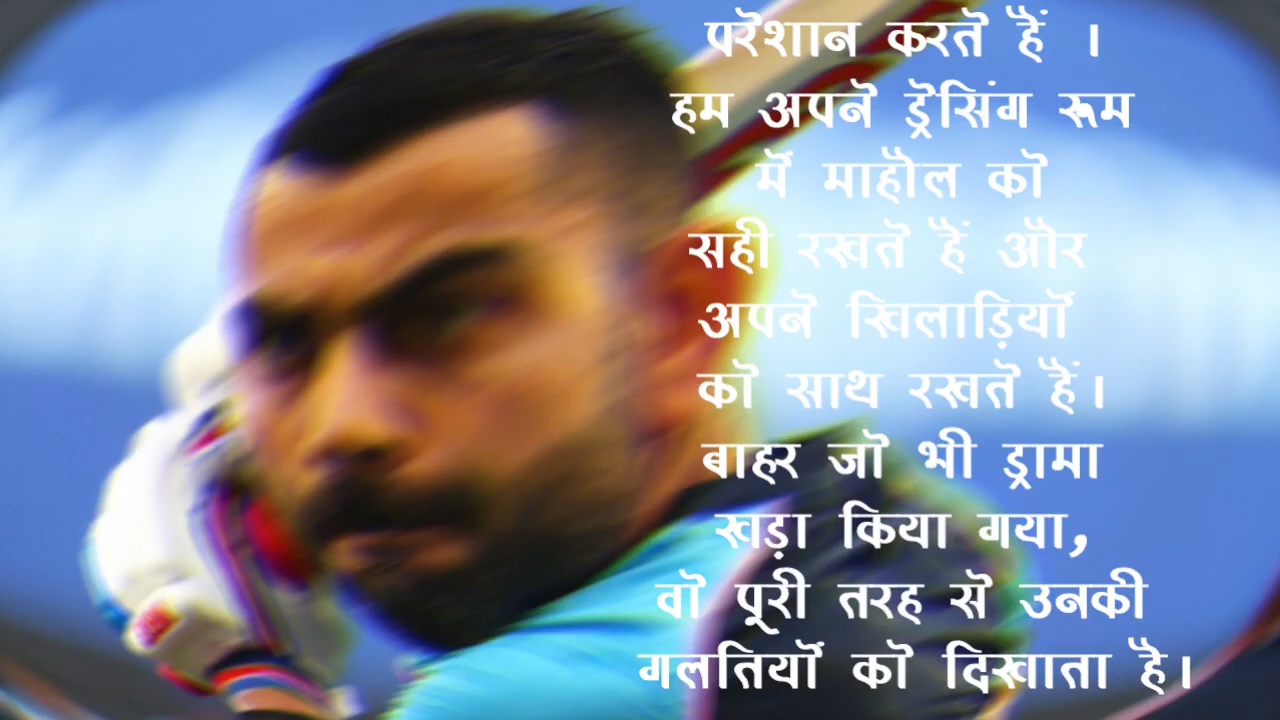 परेशान करते हैं ।
हम अपने ड्रेसिंग रूम
में माहौल को
सही रखते हैं और
अपने खिलाड़ियों
को साथ रखते हैं।
बाहर जो भी ड्रामा
खड़ा किया गया,
वो पूरी तरह से उनकी
गलतियों को दिखाता है।